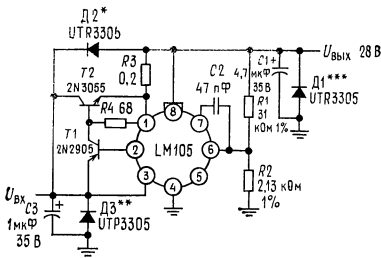 Д2*
UTR3305
T2
2N3055
R3
0,2
C2
47 пФ
4,7 мкФ
35 В
C1 +
Uвых 28 В
Д1***
UTR3305
R4 68
R1
31
кОм 1%
T1
2N2905
1
8
7
2
LM105
6
3
4
5
R2
2,13 кОм
1%
Uвх
C3 +
1 мкФ
35 В
Д3**
UTP3305